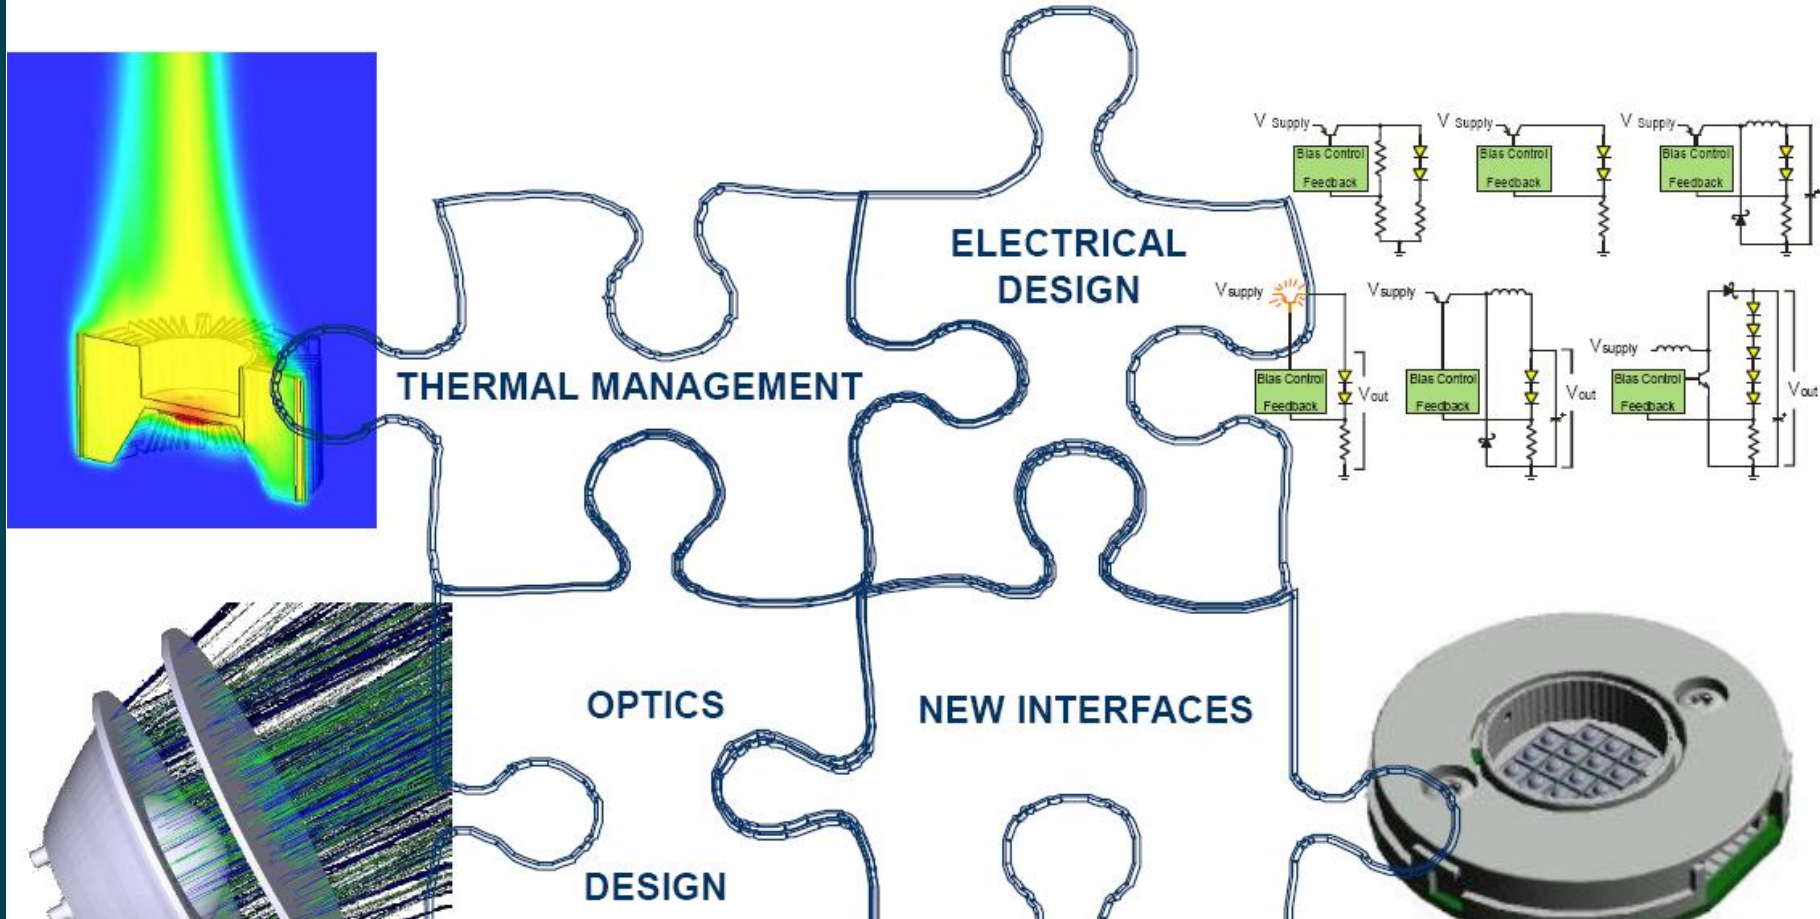 V Supply
Bias Control
Feedback
V Supply
Bias Control
Feedback
V Supply
Bias Control
Feedback
ELECTRICAL
DESIGN
Vsupply
Bias Control
Feedback
Vout
Vsupply
Bias Control
Feedback
Vout
Vsupply
Bias Control
Feedback
Vout
THERMAL MANAGEMENT
OPTICS
NEW INTERFACES
DESIGN